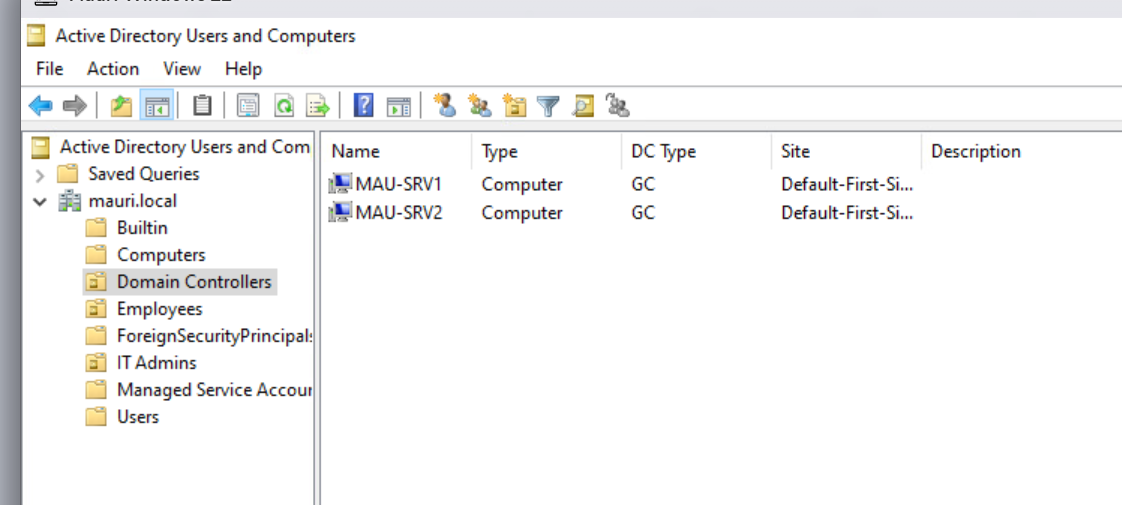 Active Directory Users and Computers
File Action View Help
Active Directory Users and Com
Saved Queries
mauri.local
Builtin
Computers
Domain Controllers
Employees
ForeignSecurityPrincipals
IT Admins
Managed Service Accour
Users
Name Type DC Type Site Description
MAU-SRV1 Computer GC Default-First-Si...
MAU-SRV2 Computer GC Default-First-Si...